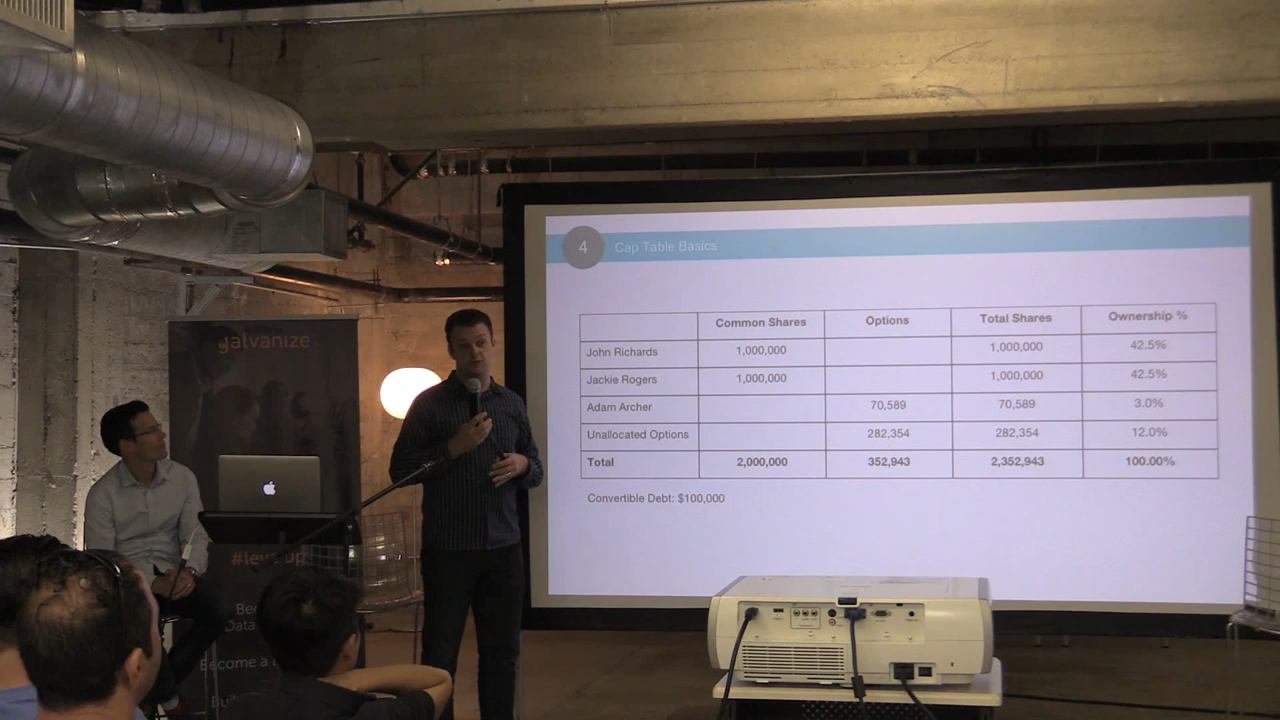 galvanize
#levelup
Become a
4 Cap Table Basics
Common Shares Options Total Shares Ownership %
John Richards 1,000,000 1,000,000 42.5%
Jackie Rogers 1,000,000 1,000,000 42.5%
Adam Archer 70,589 70,589 3.0%
Unallocated Options 282,354 282,354 12.0%
Total 2,000,000 352,943 2,352,943 100.00%
Convertible Debt: $100,000